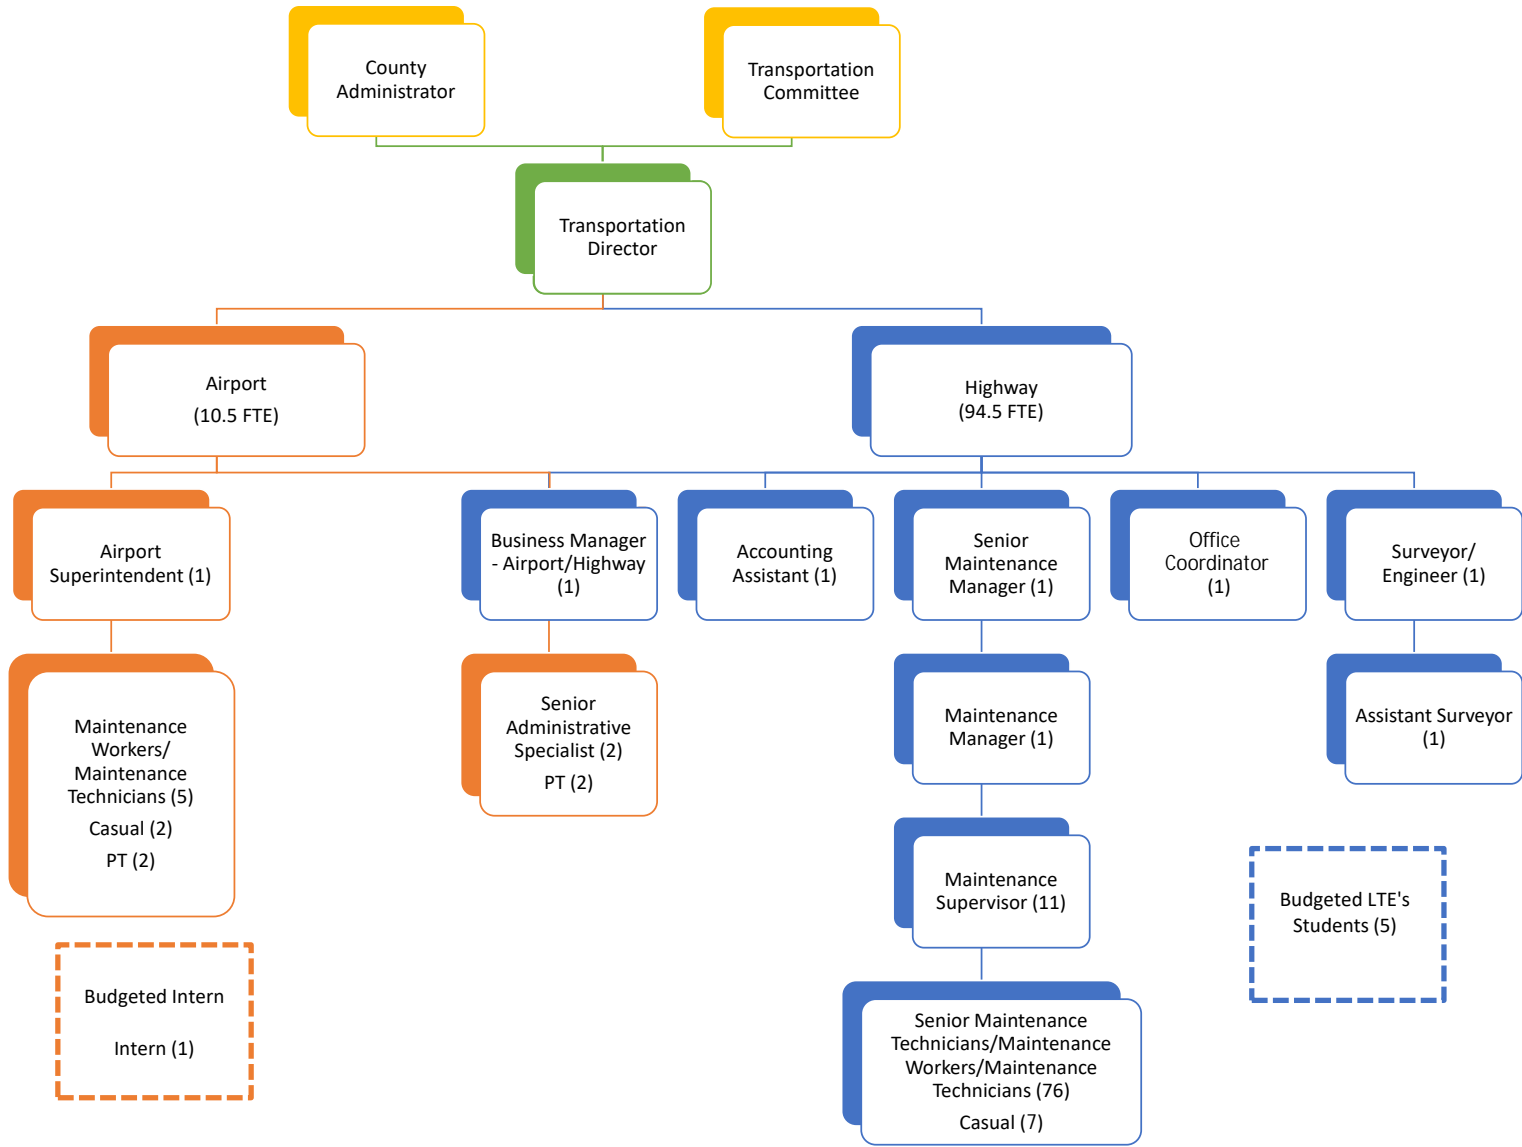 County
Administrator
Transportation
Committee
Transportation
Director
Airport
(10.5 FTE)
Highway
(94.5 FTE)
Airport
Superintendent (1)
Business Manager
- Airport/Highway
(1)
Accounting
Assistant (1)
Senior
Maintenance
Manager (1)
Office
Coordinator
(1)
Surveyor/
Engineer (1)
Maintenance
Workers/
Maintenance
Technicians (5)
Casual (2)
PT (2)
Senior
Administrative
Specialist (2)
PT (2)
Maintenance
Manager (1)
Assistant Surveyor
(1)
Maintenance
Supervisor (11)
Budgeted LTE's
Students (5)
Budgeted Intern
Intern (1)
Senior Maintenance
Technicians/Maintenance
Workers/Maintenance
Technicians (76)
Casual (7)